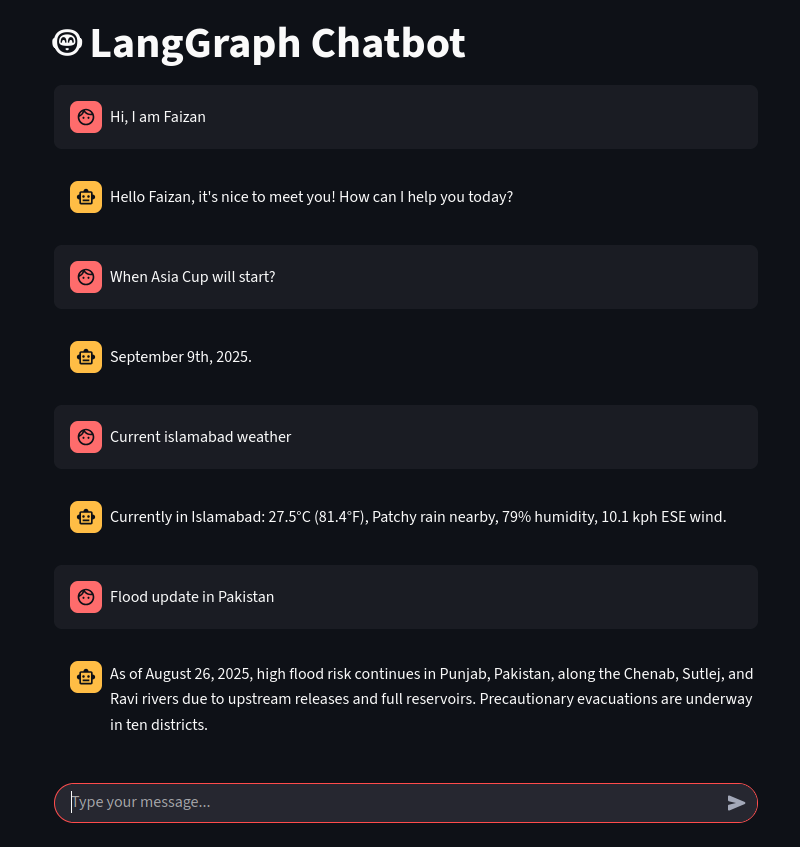 LangGraph Chatbot
Hi, I am Faizan
Hello Faizan, it's nice to meet you! How can I help you today?
When Asia Cup will start?
September 9th, 2025.
Current islamabad weather
Currently in Islamabad: 27.5°C (81.4°F), Patchy rain nearby, 79% humidity, 10.1 kph ESE wind.
Flood update in Pakistan
As of August 26, 2025, high flood risk continues in Punjab, Pakistan, along the Chenab, Sutlej, and
Ravi rivers due to upstream releases and full reservoirs. Precautionary evacuations are underway
in ten districts.
Type your message...